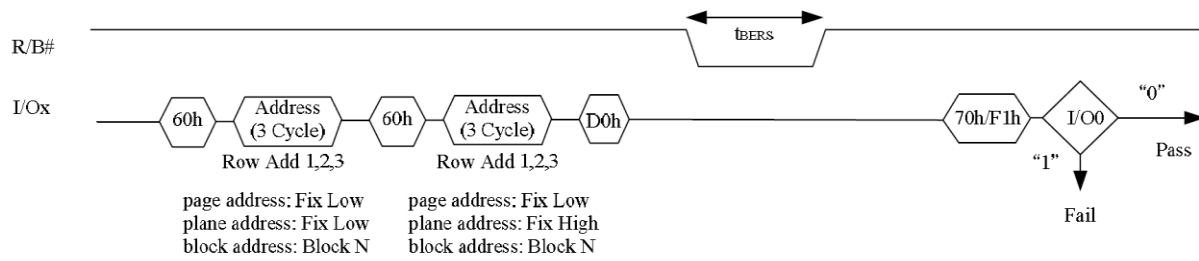 R/B#
tBERS
I/Ox
60h
Address
(3 Cycle)
60h
Address
(3 Cycle)
D0h
70h/F1h
I/O0
“0”
“1”
Pass
Fail
Row Add 1,2,3
Row Add 1,2,3
page address: Fix Low
plane address: Fix Low
block address: Block N
page address: Fix Low
plane address: Fix High
block address: Block N